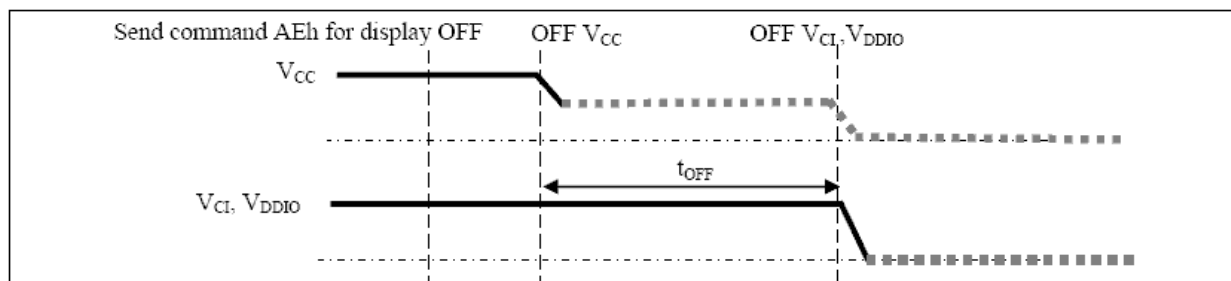 Send command AEh for display OFF OFF VCC OFF VCI ,VDDIO
VCC
tOFF
VCI, VDDIO